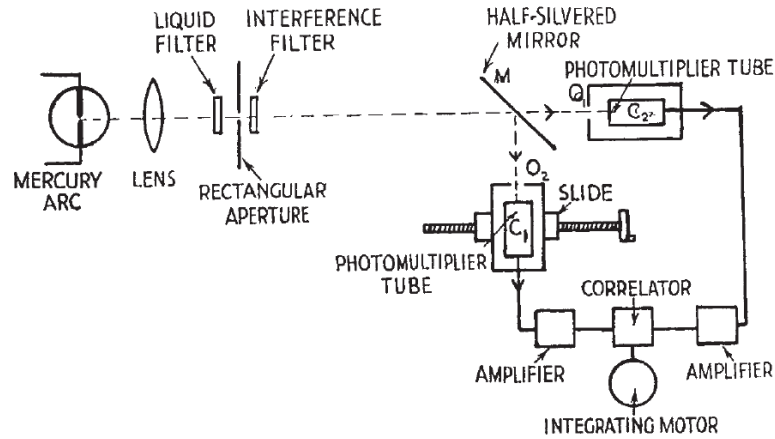 LIQUID
FILTER
INTERFERENCE
FILTER
HALF-SILVERED
MIRROR
M
PHOTOMULTIPLIER TUBE
O1
C2
MERCURY
ARC
LENS
RECTANGULAR
APERTURE
O2
SLIDE
C1
PHOTOMULTIPLIER
TUBE
CORRELATOR
AMPLIFIER
AMPLIFIER
INTEGRATING MOTOR